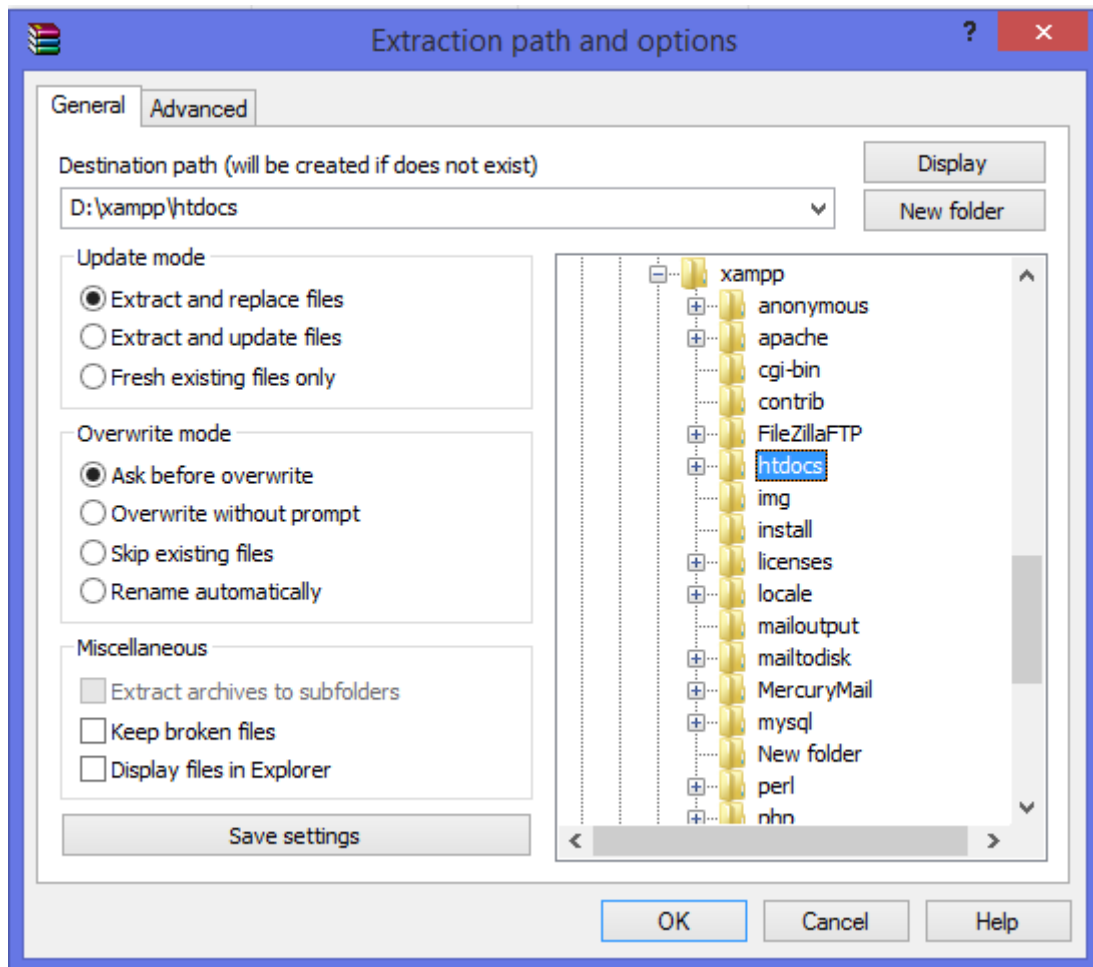 Extraction path and options
?
×
General
Advanced
Destination path (will be created if does not exist)
Display
D:\xampp\htdocs
New folder
Update mode
Extract and replace files
Extract and update files
Fresh existing files only
Overwrite mode
Ask before overwrite
Overwrite without prompt
Skip existing files
Rename automatically
Miscellaneous
Extract archives to subfolders
Keep broken files
Display files in Explorer
Save settings
xampp
anonymous
apache
cgi-bin
contrib
FileZillaFTP
htdocs
img
install
licenses
locale
mailoutput
mailtodisk
MercuryMail
mysql
New folder
perl
php
OK
Cancel
Help